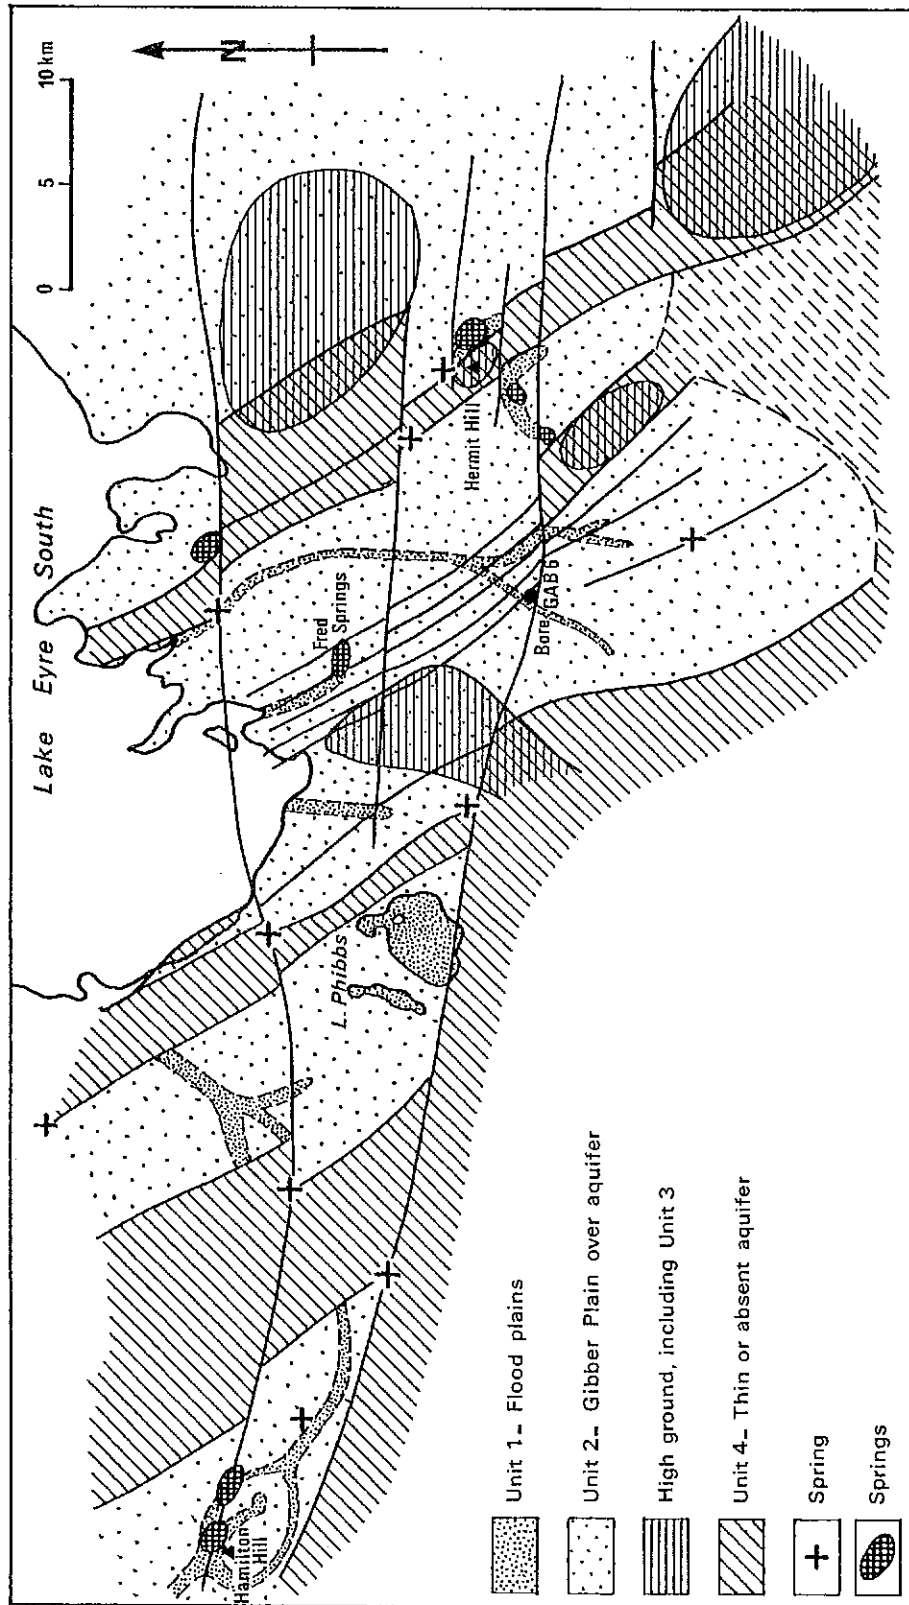 Lake Eyre South
N
0 5 10 km
Fred
Springs
Hermit Hill
Bore GAB 6
L. Phibbs
Hamilton
Hill
Unit 1– Flood plains
Unit 2– Gibber Plain over aquifer
High ground, including Unit 3
Unit 4– Thin or absent aquifer
Spring
Springs